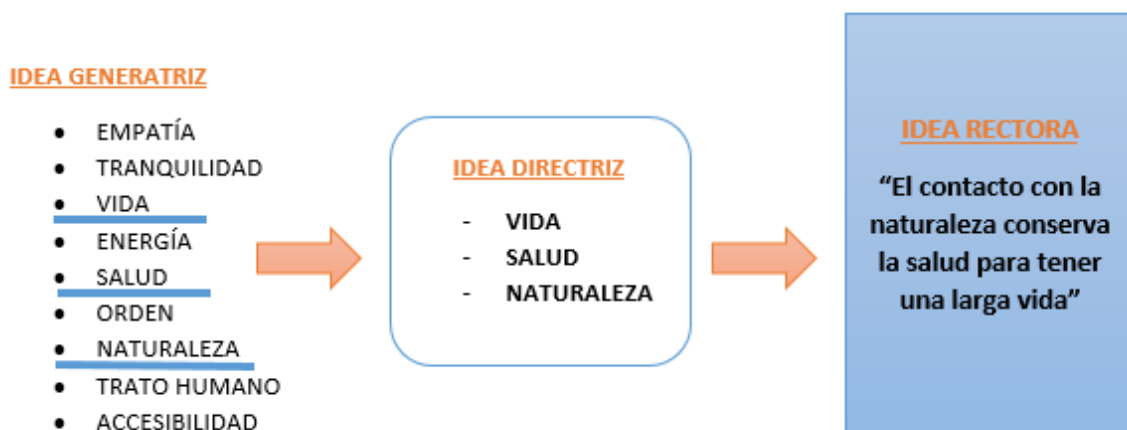 IDEA GENERATRIZ
• EMPATÍA
• TRANQUILIDAD
• VIDA
• ENERGÍA
• SALUD
• ORDEN
• NATURALEZA
• TRATO HUMANO
• ACCESIBILIDAD
IDEA DIRECTRIZ
- VIDA
- SALUD
- NATURALEZA
IDEA RECTORA
“El contacto con la
naturaleza conserva
la salud para tener
una larga vida”